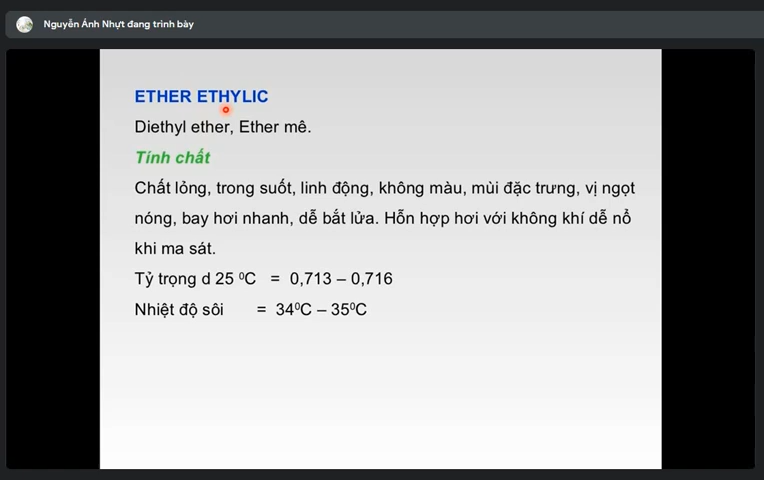 Nguyễn Ánh Nhựt đang trình bày
ETHER ETHYLIC
Diethyl ether, Ether mê.
Tính chất
Chất lỏng, trong suốt, linh động, không màu, mùi đặc trưng, vị ngọt
nóng, bay hơi nhanh, dễ bắt lửa. Hỗn hợp hơi với không khí dễ nổ
khi ma sát.
Tỷ trọng d 25 ⁰C = 0,713 – 0,716
Nhiệt độ sôi = 34⁰C – 35⁰C